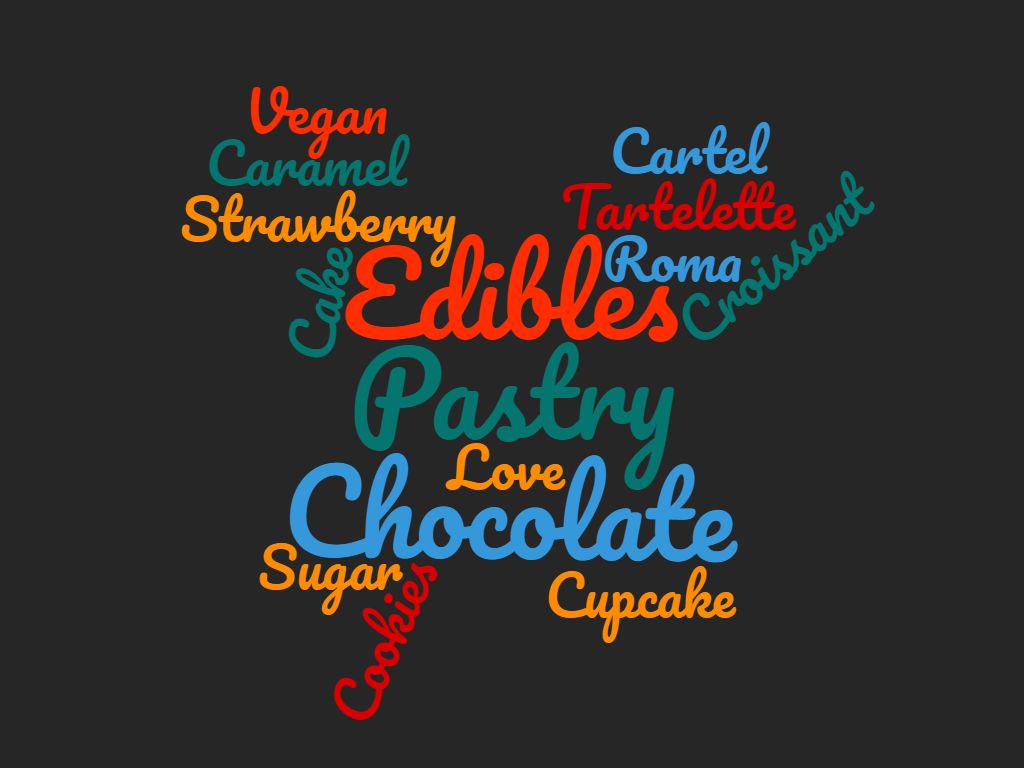 Vegan
Caramel
Strawberry
Cartel
Tartelette
Roma
Croissant
Cake
Edibles
Pastry
Love
Chocolate
Sugar
Cupcake
Cookies